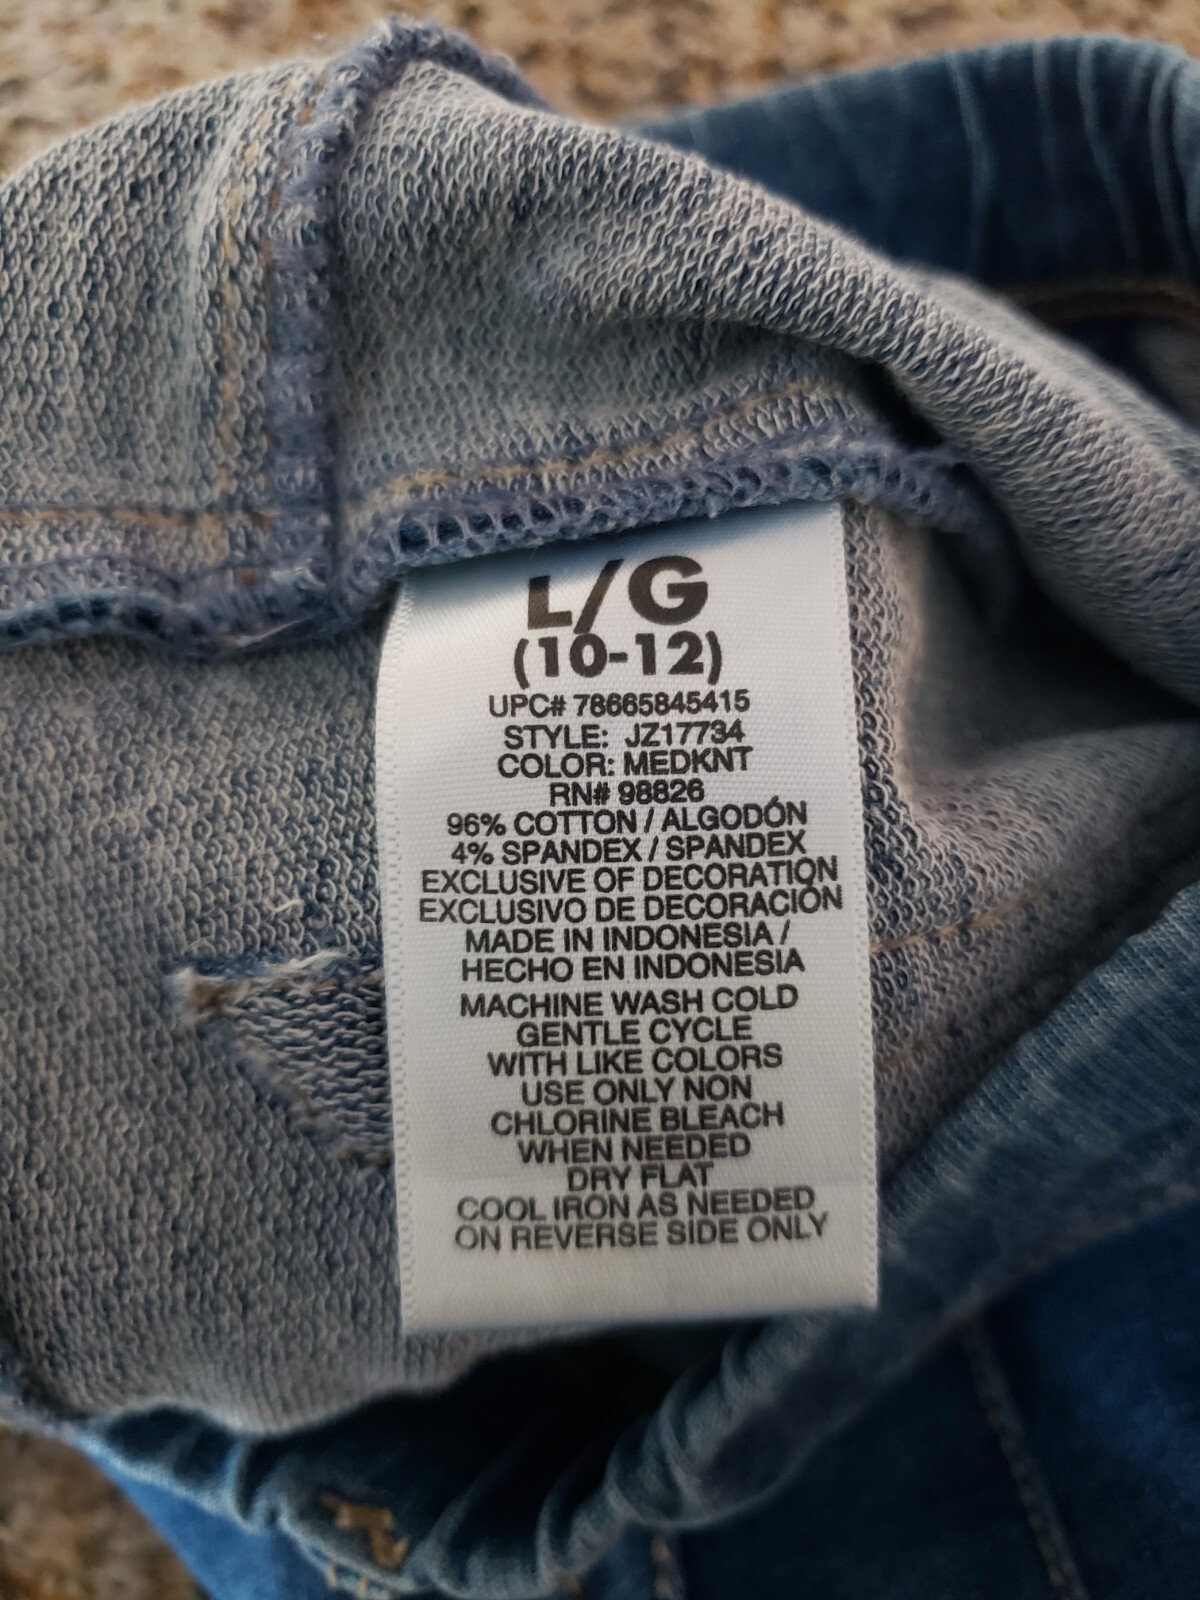 L/G
(10-12)
UPC# 78665845415
STYLE: JZ17734
COLOR: MEDKNT
RN# 98826
96% COTTON / ALGODÓN
4% SPANDEX / SPANDEX
EXCLUSIVE OF DECORATION
EXCLUSIVO DE DECORACIÓN
MADE IN INDONESIA /
HECHO EN INDONESIA
MACHINE WASH COLD
GENTLE CYCLE
WITH LIKE COLORS
USE ONLY NON
CHLORINE BLEACH
WHEN NEEDED
DRY FLAT
COOL IRON AS NEEDED
ON REVERSE SIDE ONLY